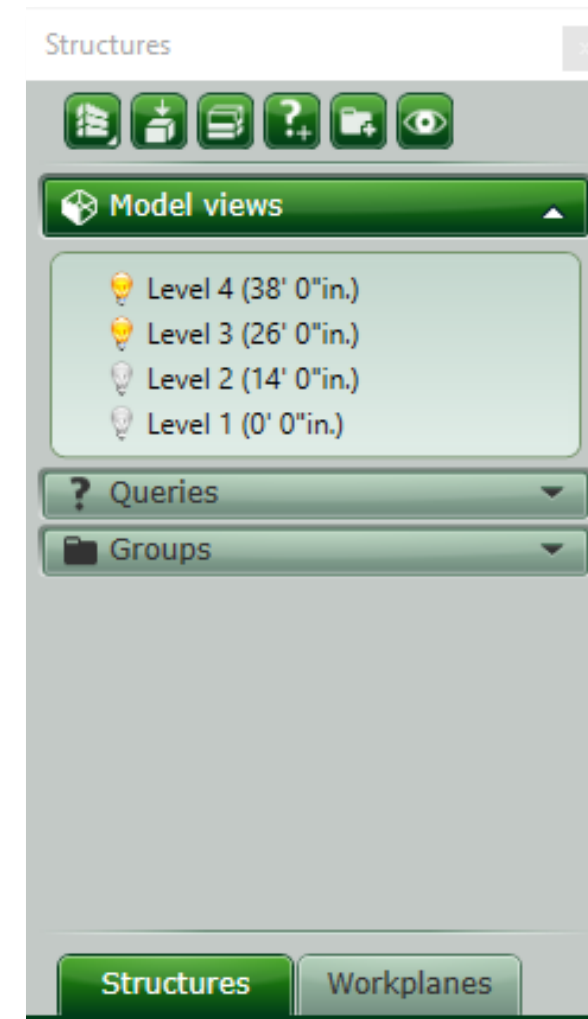 Structures
Model views
Level 4 (38' 0"in.)
Level 3 (26' 0"in.)
Level 2 (14' 0"in.)
Level 1 (0' 0"in.)
Queries
Groups
Structures
Workplanes